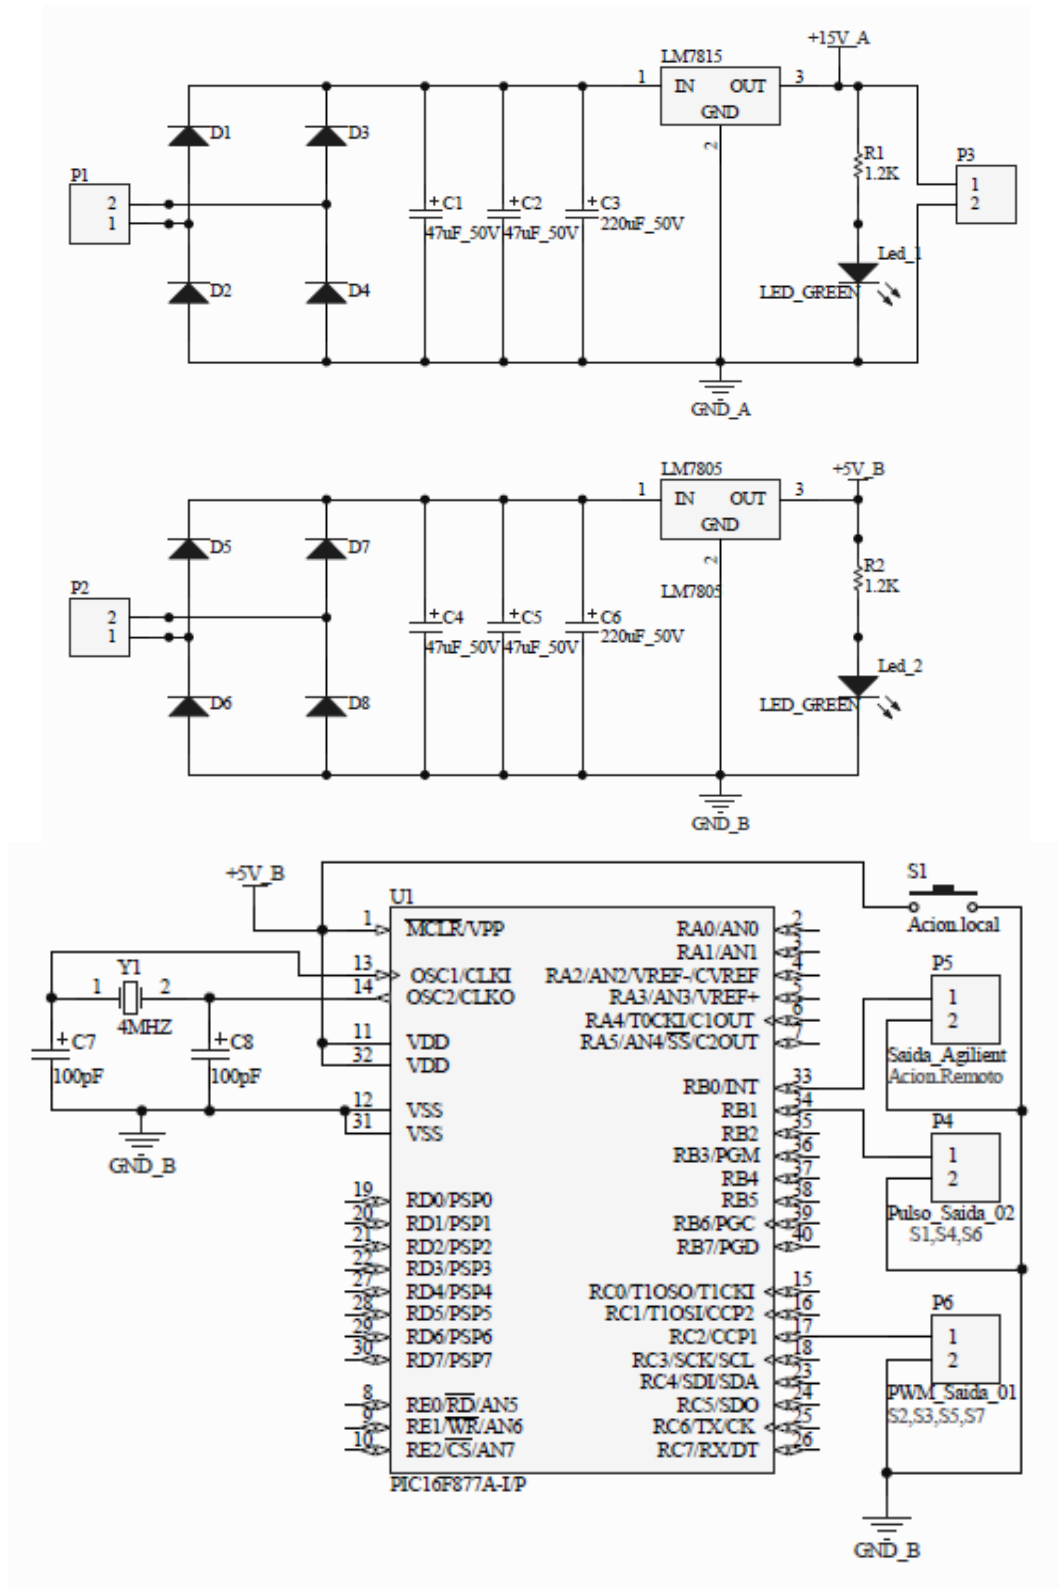 +15V_A
LM7815
1 IN OUT 3
GND
2
D1 D3
P1
2
1
C1 47uF_50V
C2 47uF_50V
C3 220uF_50V
R1
1.2K
P3
1
2
Led_1
LED_GREEN
D2 D4
GND_A
LM7805
+5V_B
1 IN OUT 3
GND
2
LM7805
D5 D7
P2
2
1
C4 47uF_50V
C5 47uF_50V
C6 220uF_50V
R2
1.2K
Led_2
LED_GREEN
D6 D8
GND_B
+5V_B
U1
S1
Acion.local
1 MCLR/VPP
13 OSC1/CLKI
14 OSC2/CLKO
11 VDD
32 VDD
12 VSS
31 VSS
Y1
1 2
4MHZ
C7
100pF
C8
100pF
GND_B
19 RD0/PSP0
20 RD1/PSP1
21 RD2/PSP2
22 RD3/PSP3
27 RD4/PSP4
28 RD5/PSP5
29 RD6/PSP6
30 RD7/PSP7
8 RE0/RD/AN5
9 RE1/WR/AN6
10 RE2/CS/AN7
RA0/AN0 2
RA1/AN1 3
RA2/AN2/VREF-/CVREF 4
RA3/AN3/VREF+ 5
RA4/T0CKI/C1OUT 6
RA5/AN4/SS/C2OUT 7
RB0/INT 33
RB1 34
RB2 35
RB3/PGM 36
RB4 37
RB5 38
RB6/PGC 39
RB7/PGD 40
RC0/T1OSO/T1CKI 15
RC1/T1OSI/CCP2 16
RC2/CCP1 17
RC3/SCK/SCL 18
RC4/SDI/SDA 23
RC5/SDO 24
RC6/TX/CK 25
RC7/RX/DT 26
PIC16F877A-I/P
P5
1
2
Saida_Agilient
Acion.Remoto
P4
1
2
Pulso_Saida_02
S1,S4,S6
P6
1
2
PWM_Saida_01
S2,S3,S5,S7
GND_B